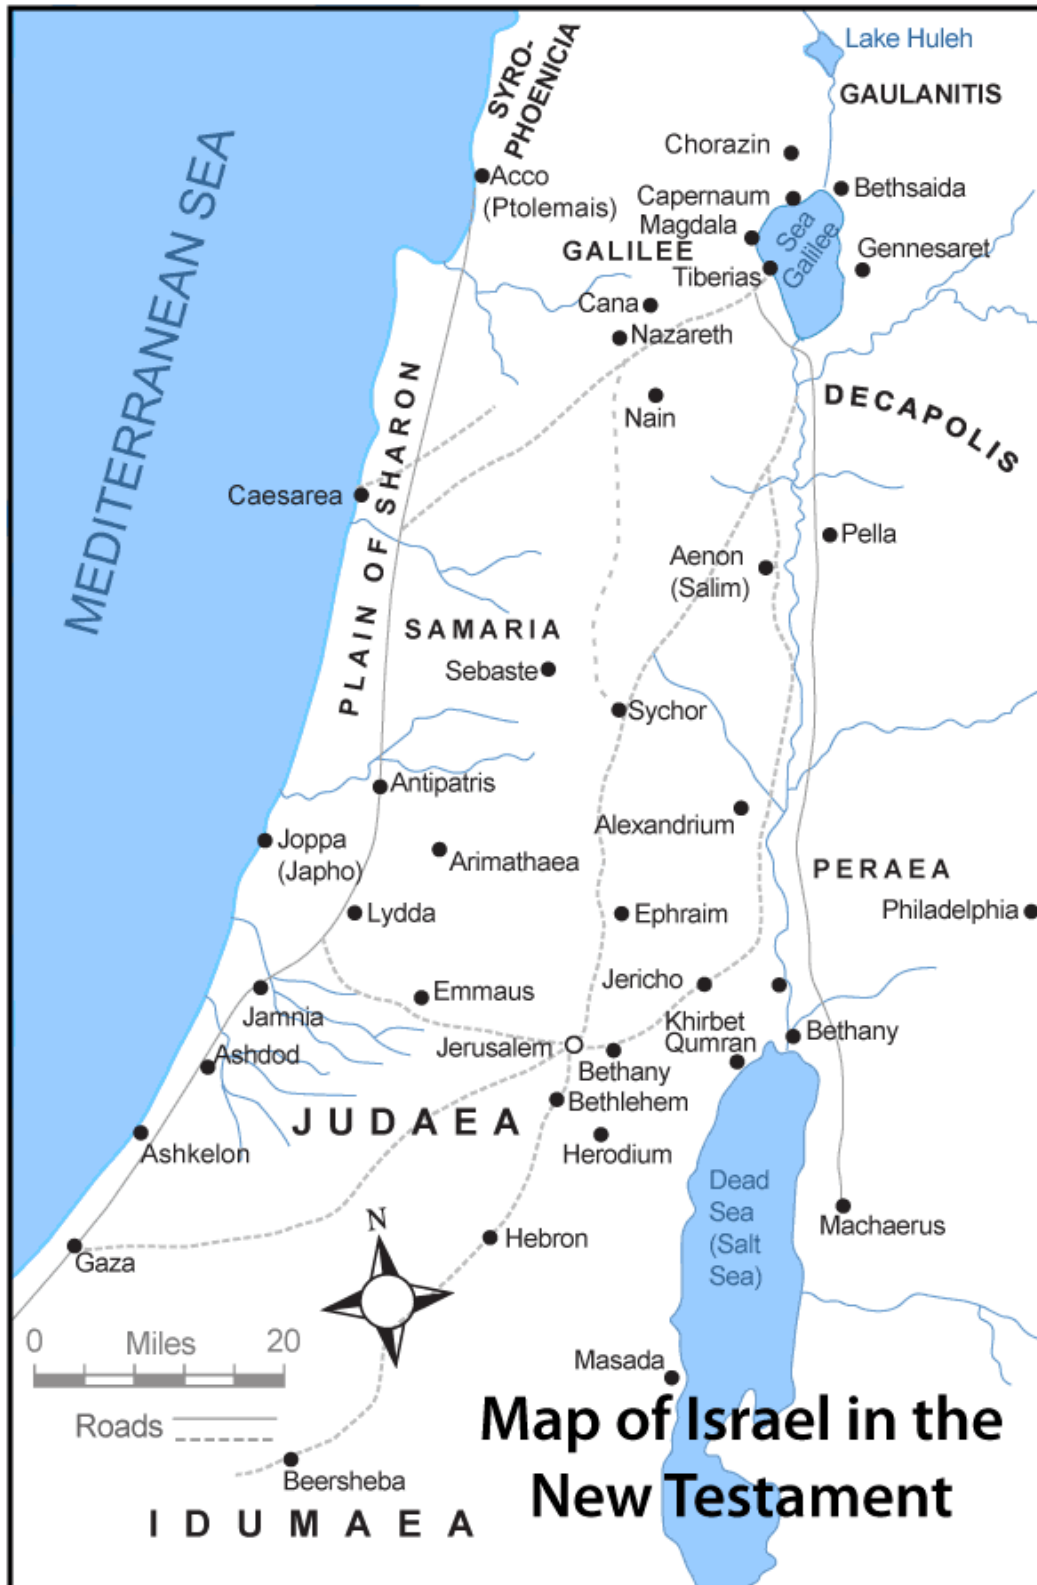 Lake Huleh
SYRO-
PHOENICIA
GAULANITIS
MEDITERRANEAN SEA
Chorazin
Acco
(Ptolemais)
Capernaum
Bethsaida
Magdala
Sea
Galilee
GALILEE
Gennesaret
Tiberias
Cana
Nazareth
DECAPOLIS
Nain
PLAIN OF SHARON
Caesarea
Pella
Aenon
(Salim)
SAMARIA
Sebaste
Sychor
Antipatris
Alexandrium
Joppa
(Japho)
Arimathaea
PERAEA
Lydda
Ephraim
Philadelphia
Jericho
Emmaus
Jamnia
Khirbet
Qumran
Bethany
Jerusalem
Ashdod
Bethany
Bethlehem
JUDAEA
Ashkelon
Herodium
Dead
Sea
(Salt
Sea)
N
Machaerus
Hebron
Gaza
0 Miles 20
Masada
Roads
Map of Israel in the
New Testament
Beersheba
IDUMAEA